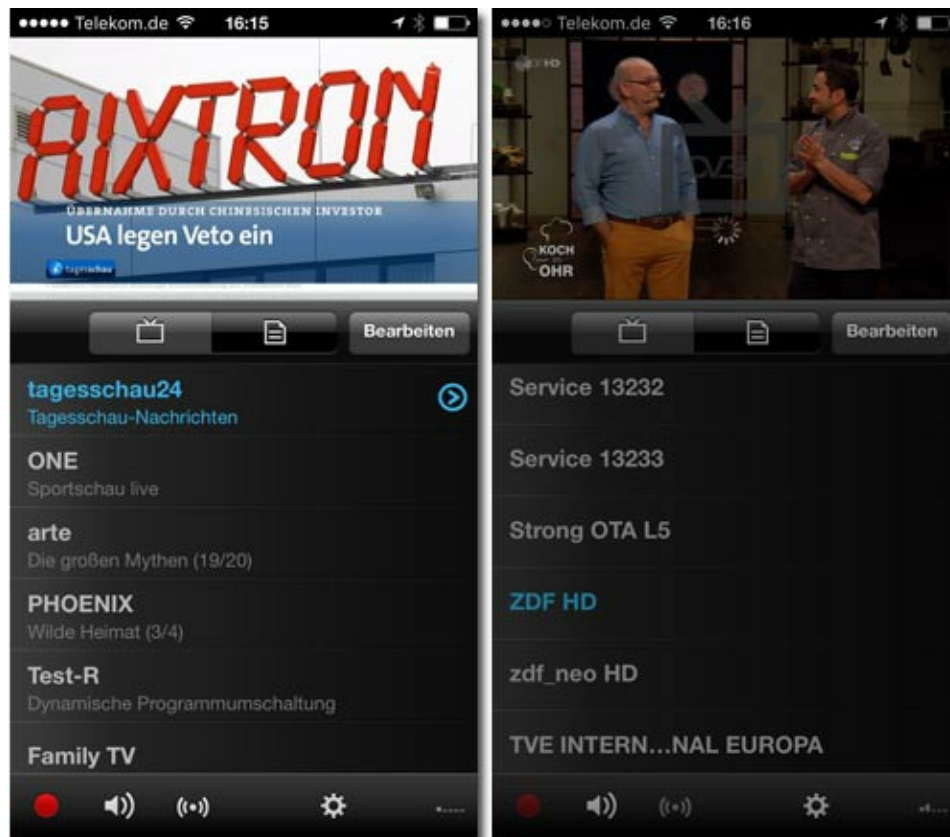 Telekom.de 16:15
AIXTRON
ÜBERNAHME DURCH CHINESISCHEN INVESTOR
USA legen Veto ein
tagesschau
Bearbeiten
tagesschau24
Tagesschau-Nachrichten
ONE
Sportschau live
arte
Die großen Mythen (19/20)
PHOENIX
Wilde Heimat (3/4)
Test-R
Dynamische Programmumschaltung
Family TV
Telekom.de 16:16
KOCH
OHR
Bearbeiten
Service 13232
Service 13233
Strong OTA L5
ZDF HD
zdf_neo HD
TVE INTERN...NAL EUROPA